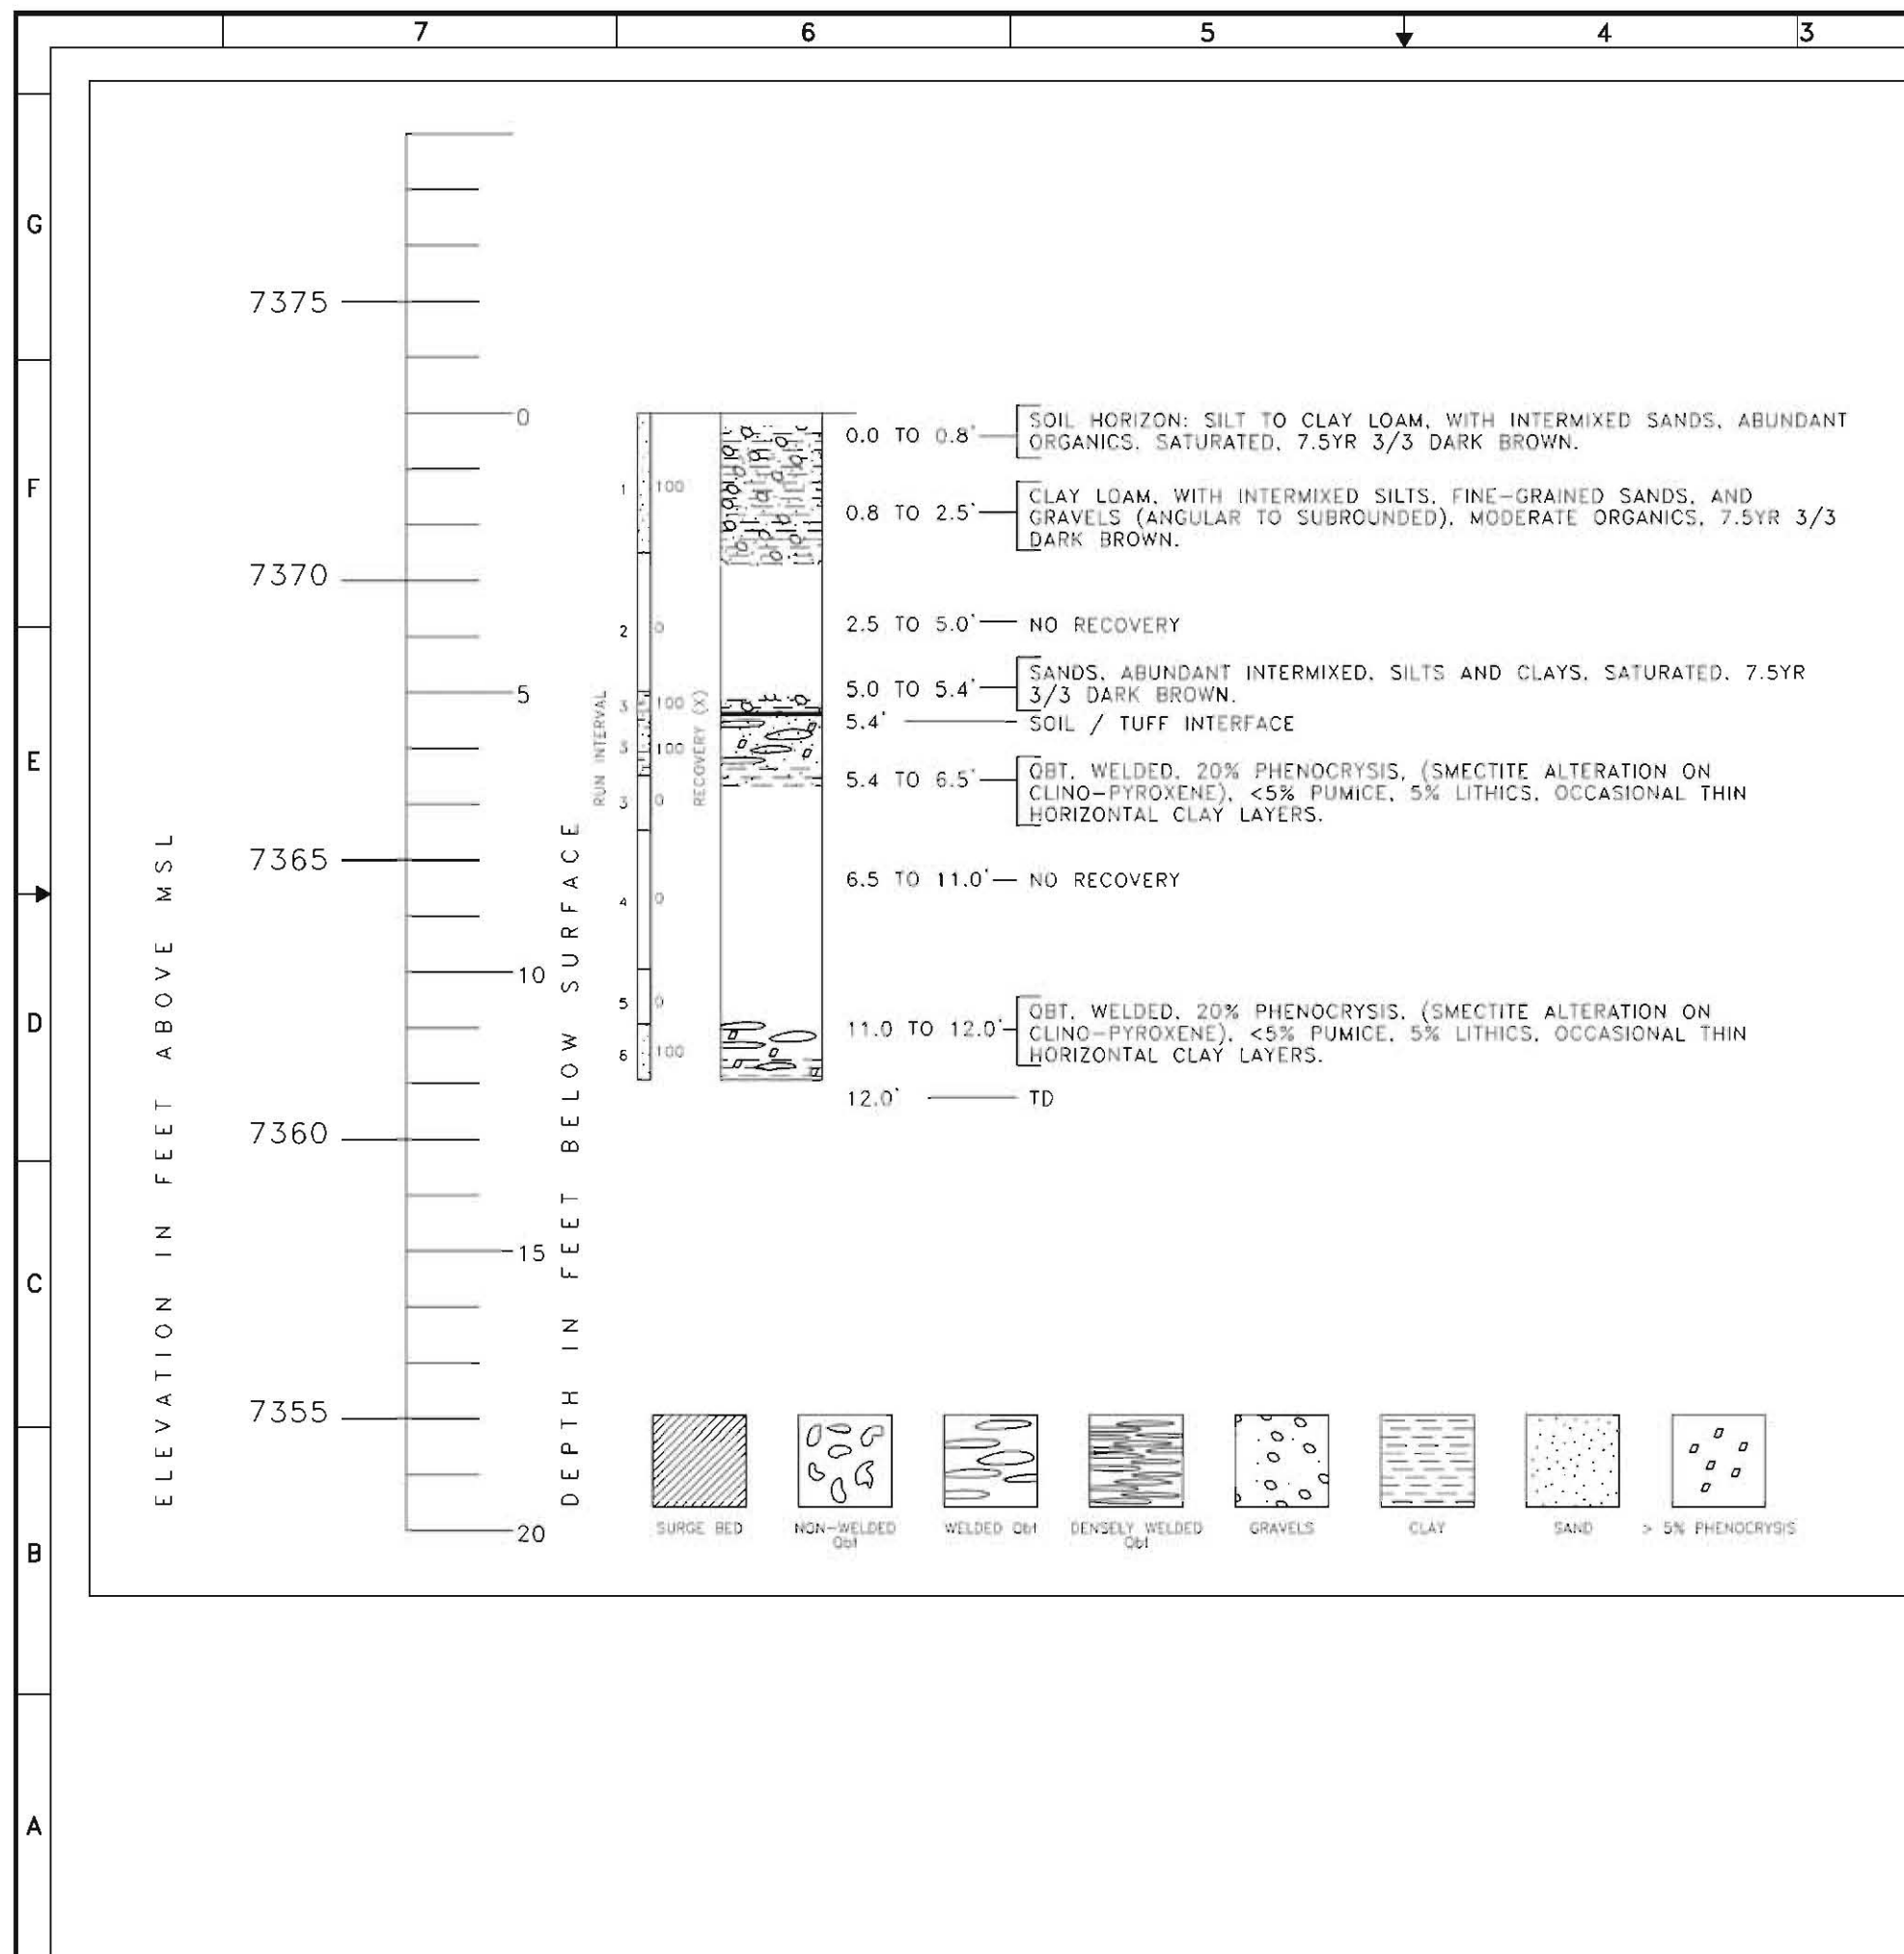 7 6 5 4 3
G
F
E
D
C
B
A
ELEVATION IN FEET ABOVE MSL
7375
7370
7365
7360
7355
0
5
10
15
20
DEPTH IN FEET BELOW SURFACE
RUN INTERVAL
1
2
3
3
3
4
5
6
RECOVERY (X)
100
0
100
100
0
0
0
100
0.0 TO 0.8'
SOIL HORIZON: SILT TO CLAY LOAM, WITH INTERMIXED SANDS, ABUNDANT
ORGANICS. SATURATED, 7.5YR 3/3 DARK BROWN.
0.8 TO 2.5'
CLAY LOAM, WITH INTERMIXED SILTS, FINE-GRAINED SANDS, AND
GRAVELS (ANGULAR TO SUBROUNDED), MODERATE ORGANICS, 7.5YR 3/3
DARK BROWN.
2.5 TO 5.0' NO RECOVERY
5.0 TO 5.4'
SANDS, ABUNDANT INTERMIXED, SILTS AND CLAYS, SATURATED, 7.5YR
3/3 DARK BROWN.
5.4' SOIL / TUFF INTERFACE
5.4 TO 6.5'
QBT, WELDED, 20% PHENOCRYSIS, (SMECTITE ALTERATION ON
CLINO-PYROXENE), <5% PUMICE, 5% LITHICS, OCCASIONAL THIN
HORIZONTAL CLAY LAYERS.
6.5 TO 11.0' NO RECOVERY
11.0 TO 12.0'
QBT, WELDED, 20% PHENOCRYSIS, (SMECTITE ALTERATION ON
CLINO-PYROXENE), <5% PUMICE, 5% LITHICS, OCCASIONAL THIN
HORIZONTAL CLAY LAYERS.
12.0' TD
SURGE BED
NON-WELDED
Qbt
WELDED Qbt
DENSELY WELDED
Qbt
GRAVELS
CLAY
SAND
> 5% PHENOCRYSIS